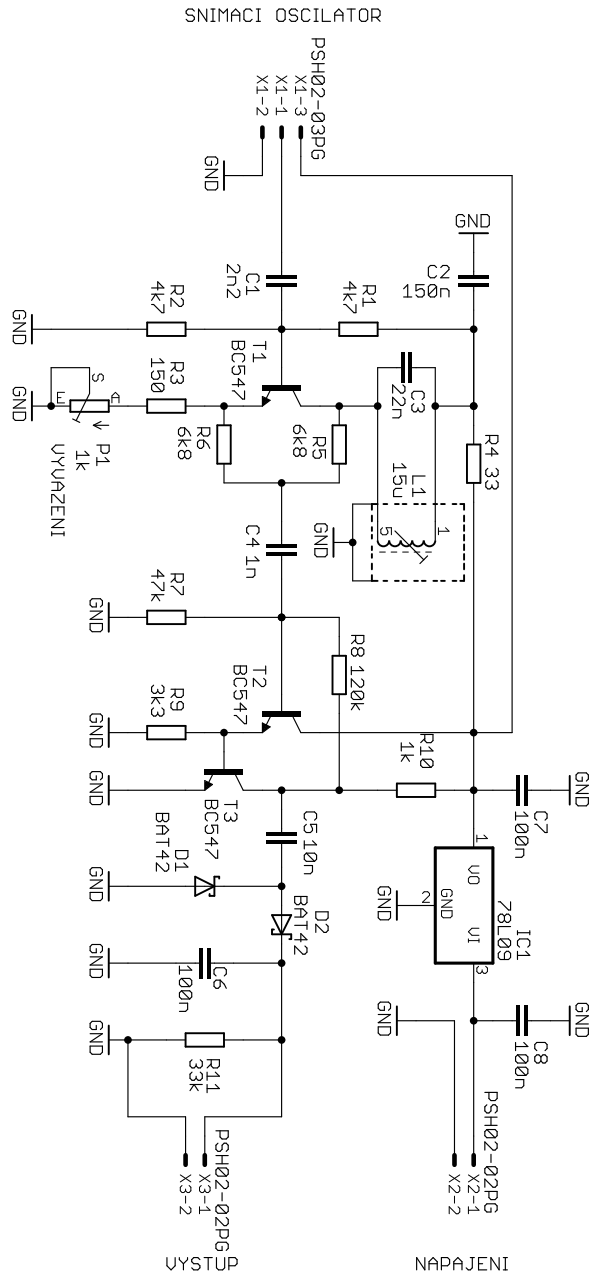 SNIMACI OSCILATOR
PSH02-03PG
X1-3
X1-1
X1-2
GND
GND
C2
150n
C1
2n2
R1
4k7
R2
4k7
GND
T1
BC547
C3
22n
R3
150
S
E
A
P1
1k
VYVAZENI
GND
R6
6k8
R5
6k8
R4 33
L1
15u
1
5
GND
C4 1n
R7
47k
GND
R8 120k
T2
BC547
R9
3k3
GND
R10
1k
T3
BC547
GND
C7
100n
GND
C5 10n
D1
BAT42
GND
D2
BAT42
1
VO
GND
2
VI
3
IC1
78L09
GND
C6
100n
GND
R11
33k
GND
C8
100n
GND
GND
PSH02-02PG
X2-1
X2-2
PSH02-02PG
X3-1
X3-2
VYSTUP
NAPAJENI